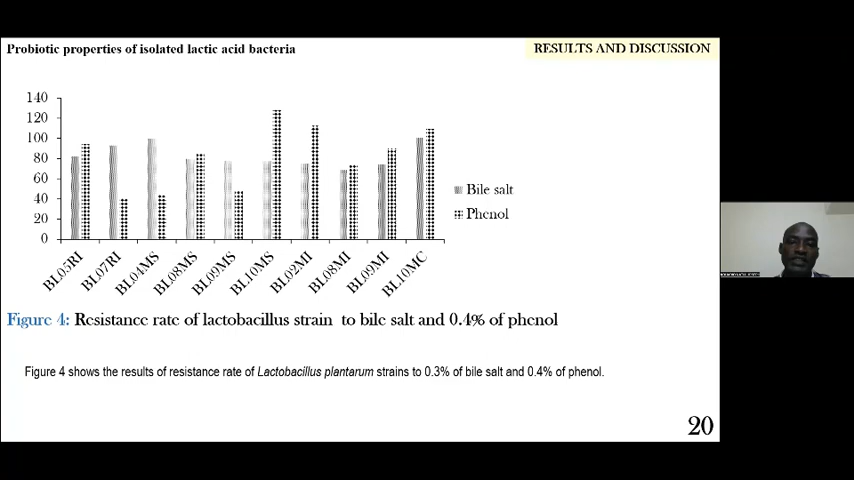 Probiotic properties of isolated lactic acid bacteria
RESULTS AND DISCUSSION
140
120
100
80
60
40
20
0
BL05RI
BL07RI
BL04MS
BL08MS
BL09MS
BL10MS
BL02MI
BL08MI
BL09MI
BL10MC
Bile salt
Phenol
Figure 4: Resistance rate of lactobacillus strain to bile salt and 0.4% of phenol
Figure 4 shows the results of resistance rate of Lactobacillus plantarum strains to 0.3% of bile salt and 0.4% of phenol.
20